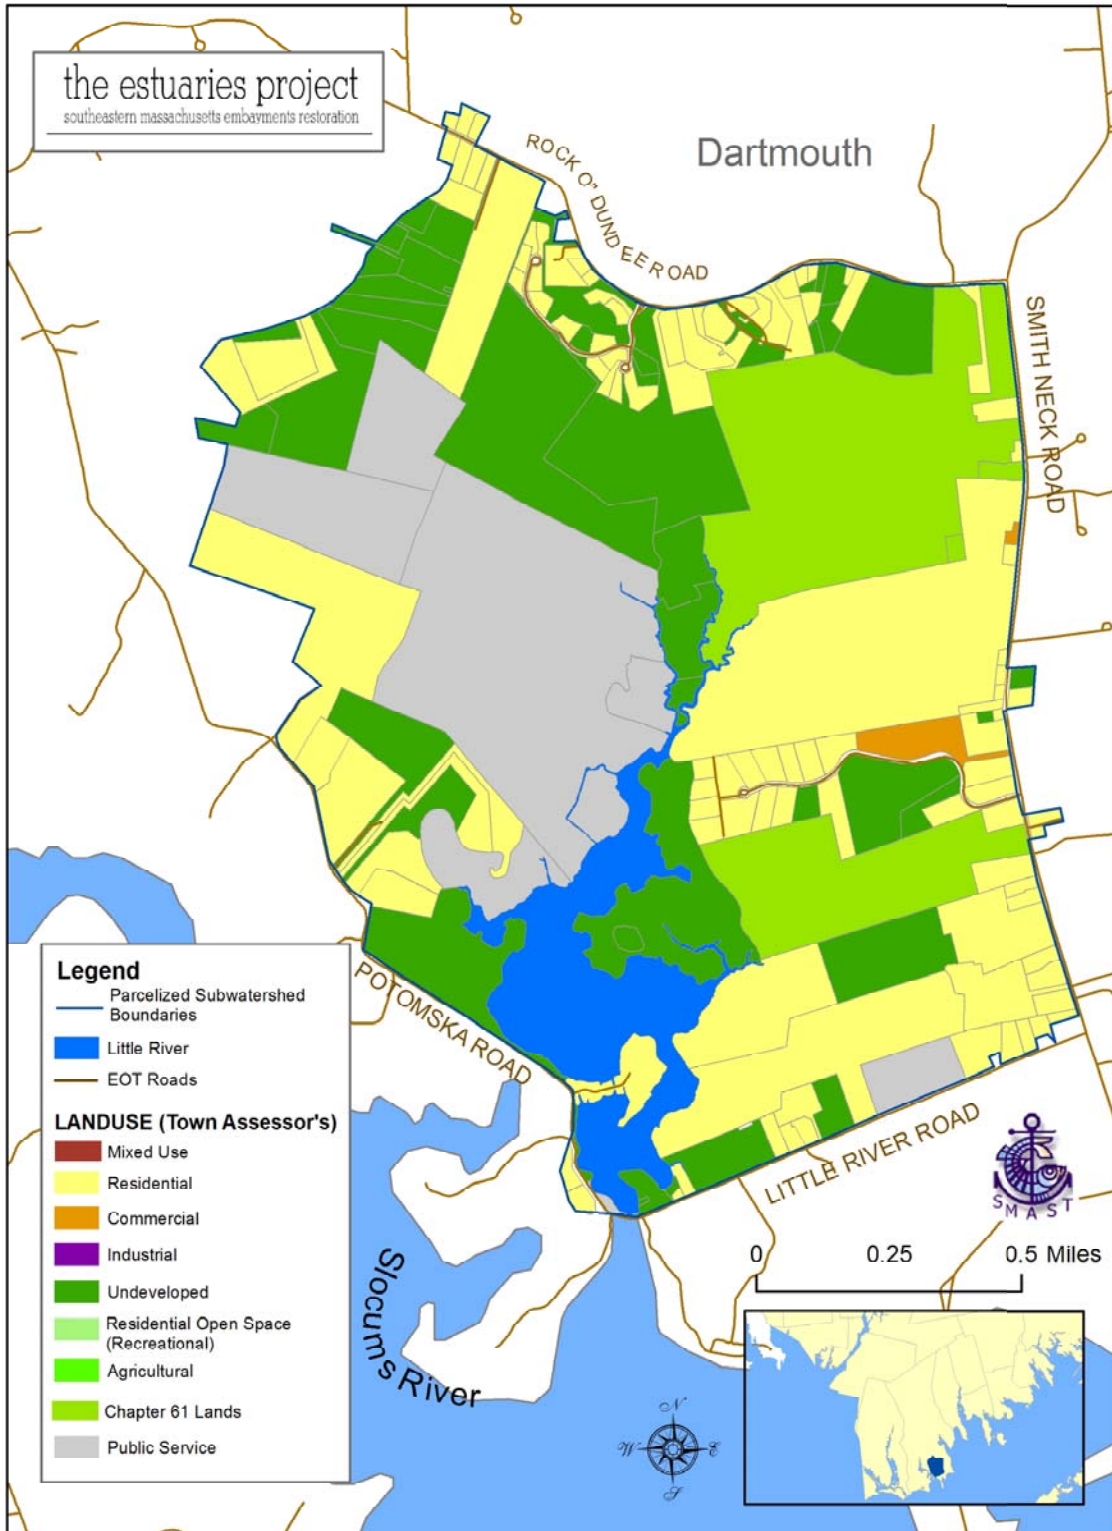 the estuaries project
southeastern massachusetts embayments restoration
Dartmouth
ROCK O" DUNDEE ROAD
SMITH NECK ROAD
POTOMSKA ROAD
LITTLE RIVER ROAD
Slocums River
Legend
Parcelized Subwatershed
Boundaries
Little River
EOT Roads
LANDUSE (Town Assessor's)
Mixed Use
Residential
Commercial
Industrial
Undeveloped
Residential Open Space
(Recreational)
Agricultural
Chapter 61 Lands
Public Service
SMAST
0 0.25 0.5 Miles
N
W E
S